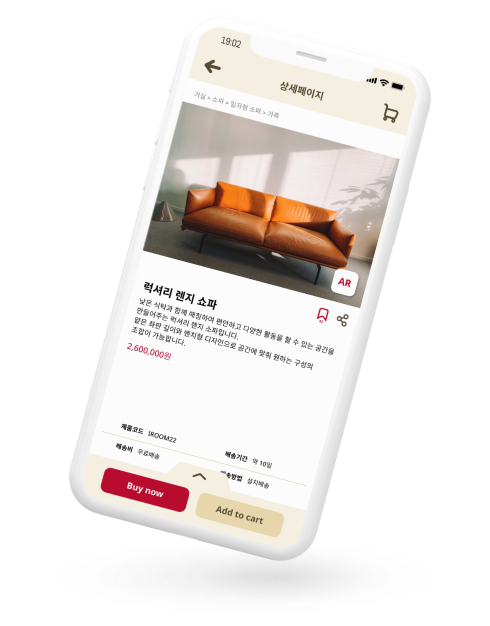 19:02
상세페이지
거실 > 소파 > 일자형 소파 > 가죽
AR
럭셔리 렌지 쇼파
낮은 식탁과 함께 매칭하여 편안하고 다양한 활동을 할 수 있는 공간을
만들어주는 럭셔리 렌지 소파입니다.
얕은 좌판 깊이와 벤치형 디자인으로 공간에 맞춰 원하는 구성의
조합이 가능합니다.
2,600,000원
제품코드 IROOM22
배송기간 약 10일
배송비 무료배송
배송방법 설치배송
Buy now
Add to cart